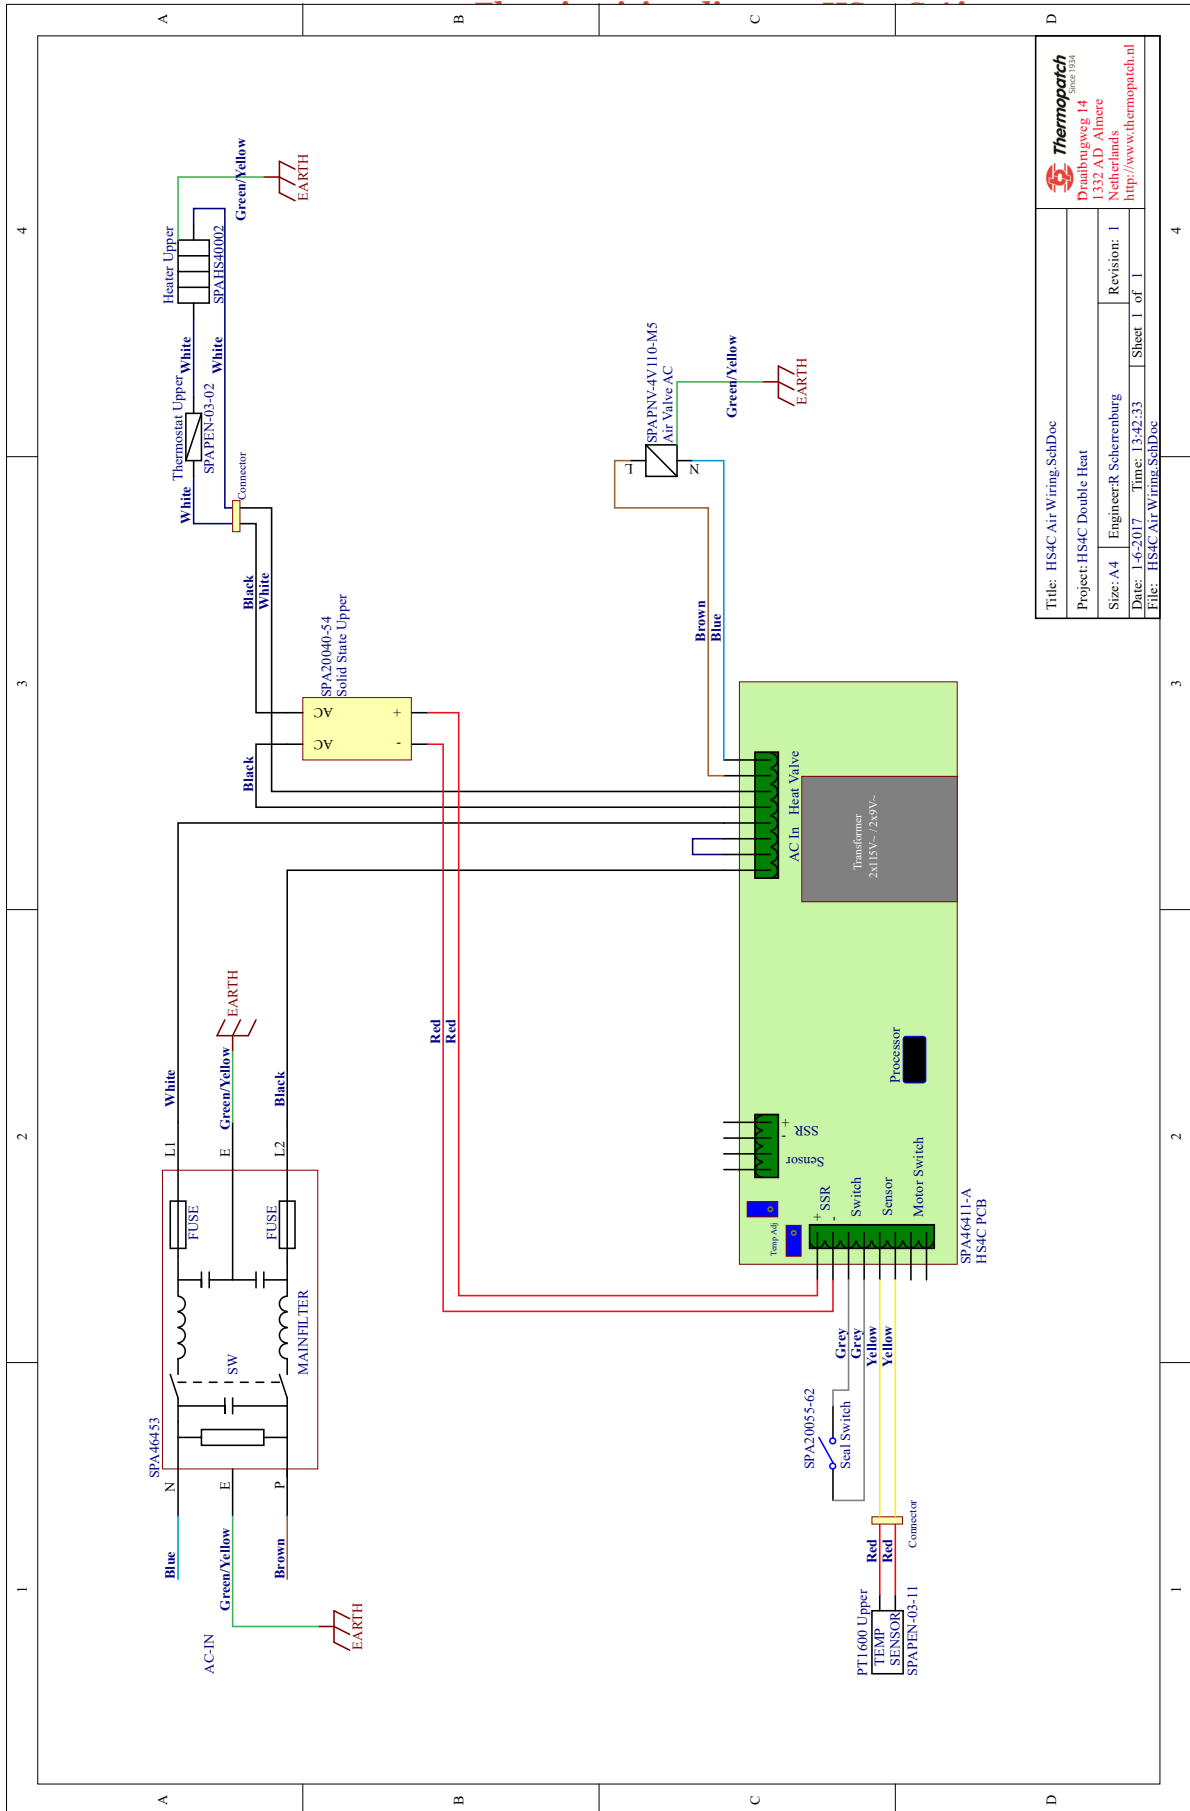 A
B
C
D
4
3
2
1
A
B
C
D
4
3
2
1
AC-IN
Blue
Green/Yellow
Brown
EARTH
SPA46453
N
E
P
SW
MAINFILTER
FUSE
FUSE
L1
E
L2
White
Green/Yellow
Black
EARTH
Red
Red
Black
SPA20040-54
Solid State Upper
AC
AC
-
+
Black
White
Connector
White
Thermostat Upper
SPAPEN-03-02
White
White
Heater Upper
SPAHS40002
Green/Yellow
EARTH
Brown
Blue
L
N
SPAPNV-4V110-M5
Air Valve AC
Green/Yellow
EARTH
AC In
Heat
Valve
Transformer
2x115V~ / 2x9V~
Processor
Sensor
SSR
-
+
Temp Adj
+
-
SSR
Switch
Sensor
Motor Switch
SPA46411-A
HS4C PCB
Grey
Grey
Yellow
Yellow
SPA20055-62
Seal Switch
Connector
Red
Red
PT1600 Upper
TEMP
SENSOR
SPAPEN-03-11
Title: HS4C Air Wiring.SchDoc
Project: HS4C Double Heat
Size: A4 Engineer: R Scherrenburg Revision: 1
Date: 1-6-2017 Time: 13:42:33 Sheet 1 of 1
File: HS4C Air Wiring.SchDoc
Thermopatch
Since 1934
Draaibrugweg 14
1332 AD Almere
Netherlands
http://www.thermopatch.nl